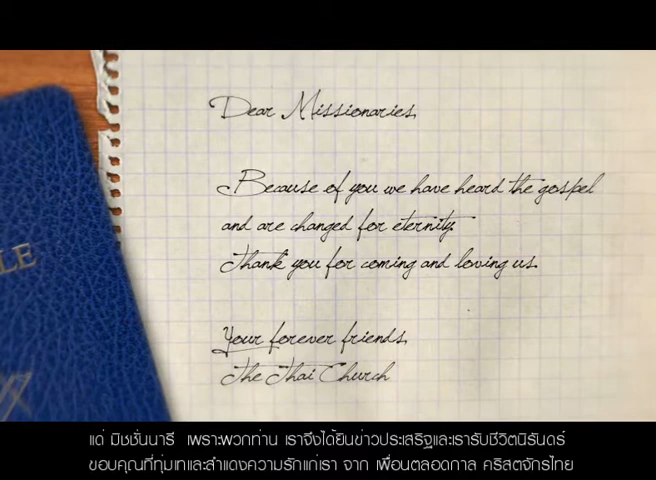 Dear Missionaries,
Because of you we have heard the gospel
and are changed for eternity.
Thank you for coming and loving us.
Your forever friends,
The Thai Church
LE
แด่ มิชชั่นนารี เพราะพวกท่าน เราจึงได้ยินข่าวประเสริฐและเรารับชีวิตนิรันดร์
ขอบคุณที่ทุ่มเทและสำแดงความรักแก่เรา จาก เพื่อนตลอดกาล คริสตจักรไทย